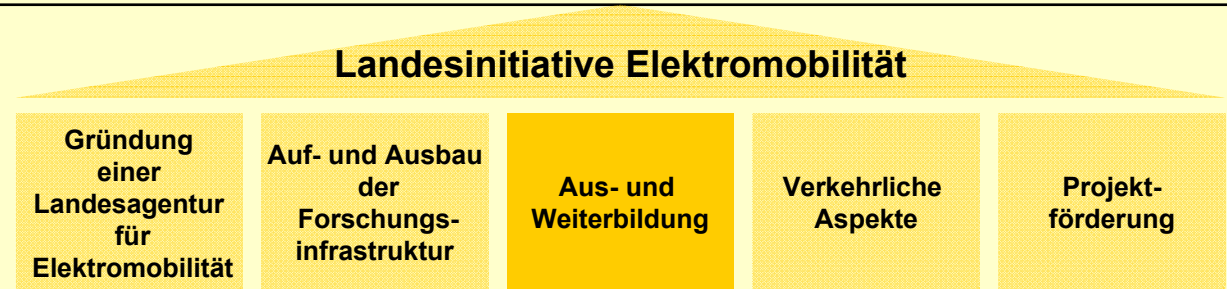 Landesinitiative Elektromobilität
Gründung
einer
Landesagentur
für
Elektromobilität
Auf- und Ausbau
der
Forschungs-
infrastruktur
Aus- und
Weiterbildung
Verkehrliche
Aspekte
Projekt-
förderung